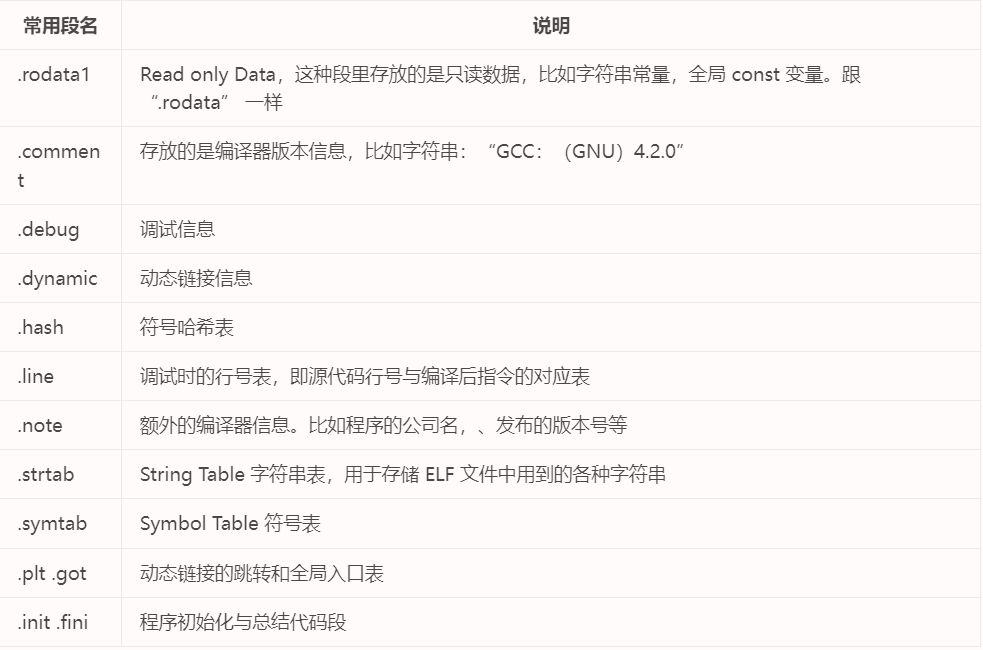 常用段名 说明
.rodata1 Read only Data，这种段里存放的是只读数据，比如字符串常量，全局 const 变量。跟
“.rodata” 一样
.commen 存放的是编译器版本信息，比如字符串： “GCC：（GNU）4.2.0”
t
.debug 调试信息
.dynamic 动态链接信息
.hash 符号哈希表
.line 调试时的行号表，即源代码行号与编译后指令的对应表
.note 额外的编译器信息。比如程序的公司名，、发布的版本号等
.strtab String Table 字符串表，用于存储 ELF 文件中用到的各种字符串
.symtab Symbol Table 符号表
.plt .got 动态链接的跳转和全局入口表
.init .fini 程序初始化与总结代码段